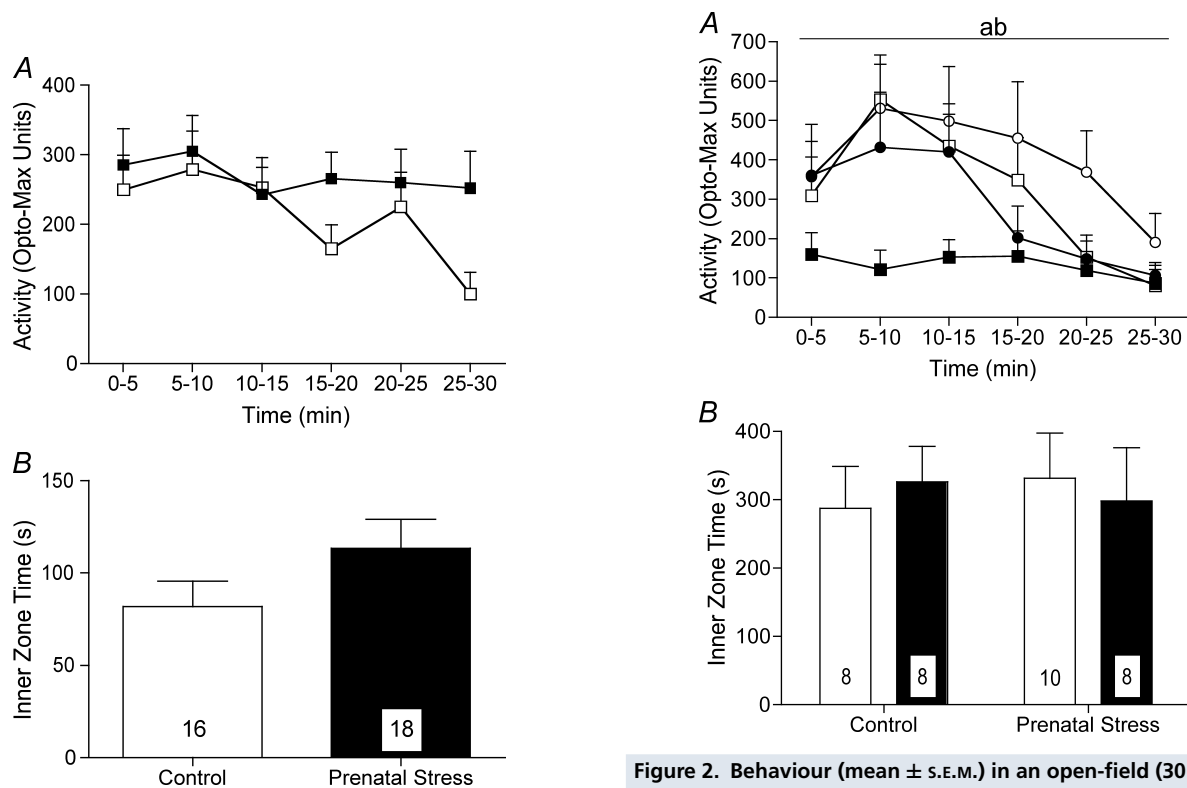 A
Activity (Opto-Max Units)
400
300
200
100
0
0-5 5-10 10-15 15-20 20-25 25-30
Time (min)
B
Inner Zone Time (s)
150
100
50
0
16
18
Control Prenatal Stress
A
ab
Activity (Opto-Max Units)
700
600
500
400
300
200
100
0
0-5 5-10 10-15 15-20 20-25 25-30
Time (min)
B
Inner Zone Time (s)
400
300
200
100
0
8 8 10 8
Control Prenatal Stress
Figure 2. Behaviour (mean ± S.E.M.) in an open-field (30